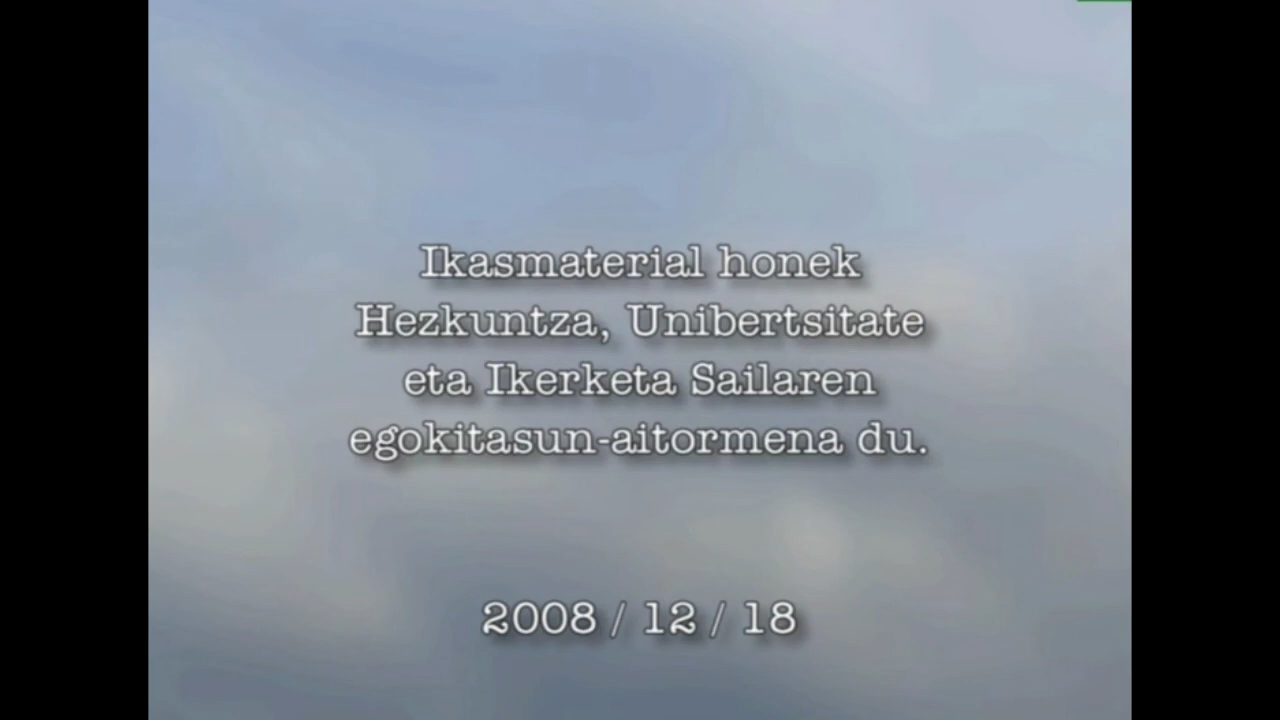 Ikasmaterial honek
Hezkuntza, Unibertsitate
eta Ikerketa Sailaren
egokitasun-aitormena du.
2008 / 12 / 18